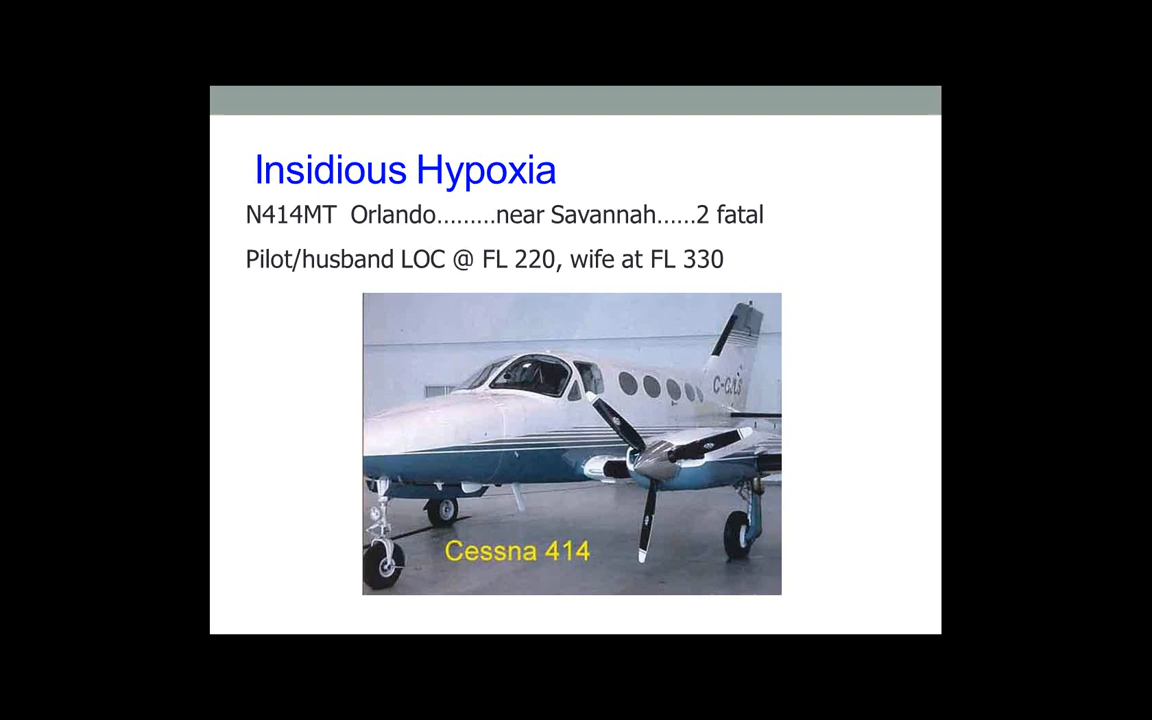 Insidious Hypoxia
N414MT Orlando.........near Savannah......2 fatal
Pilot/husband LOC @ FL 220, wife at FL 330
Cessna 414